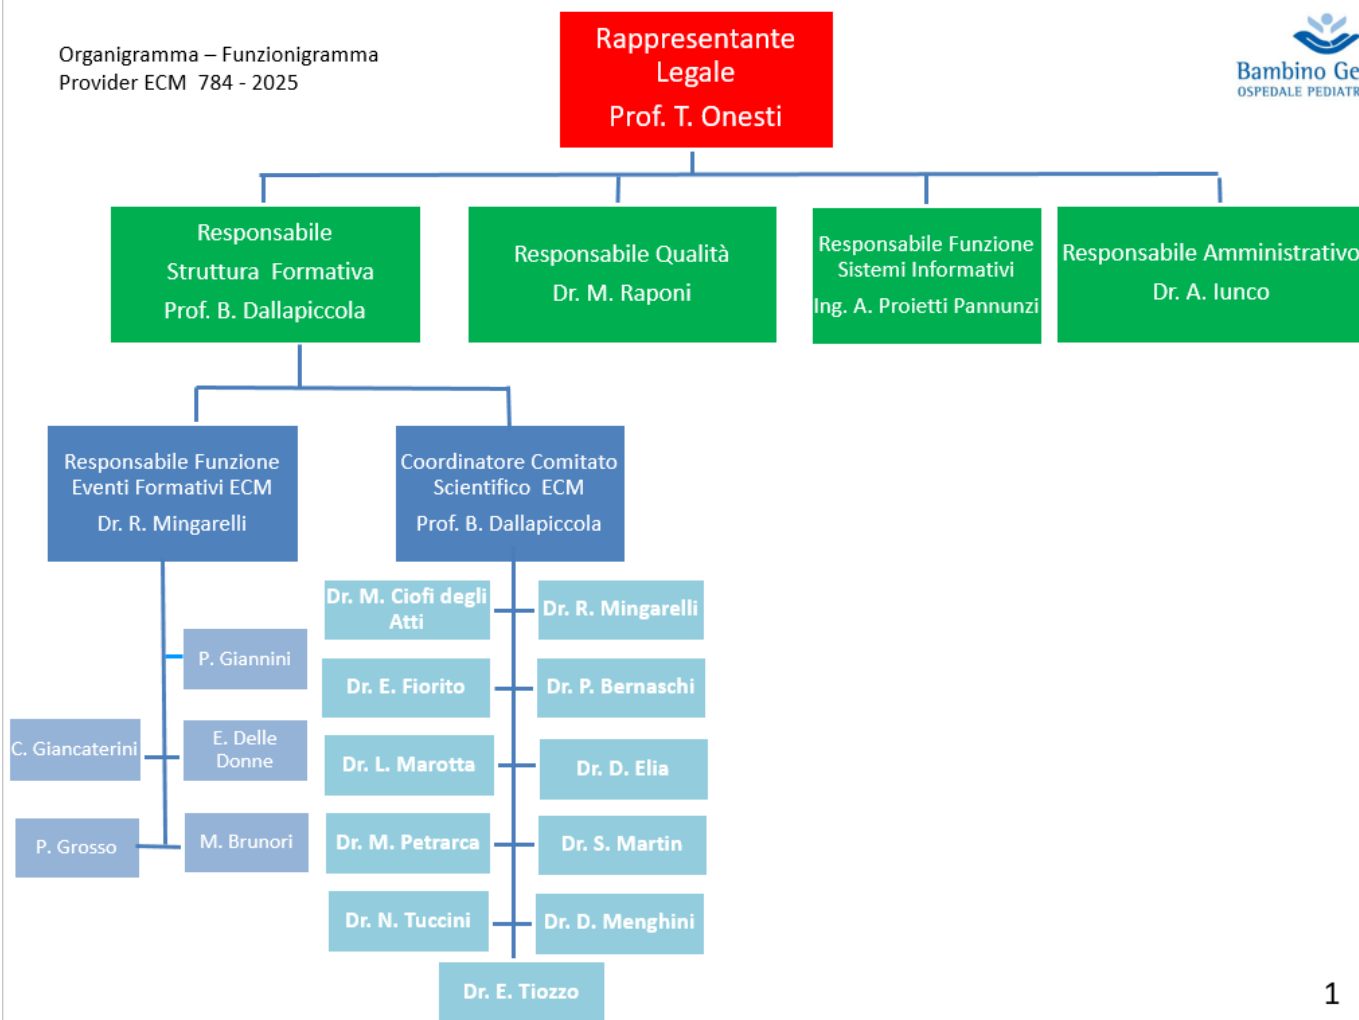 Organigramma – Funzionigramma
Provider ECM 784 - 2025
Rappresentante
Legale
Prof. T. Onesti
Bambino Ge
OSPEDALE PEDIATR
Responsabile
Struttura Formativa
Prof. B. Dallapiccola
Responsabile Qualità
Dr. M. Raponi
Responsabile Funzione
Sistemi Informativi
Ing. A. Proietti Pannunzi
Responsabile Amministrativo
Dr. A. Iunco
Responsabile Funzione
Eventi Formativi ECM
Dr. R. Mingarelli
Coordinatore Comitato
Scientifico ECM
Prof. B. Dallapiccola
P. Giannini
C. Giancaterini
E. Delle
Donne
P. Grosso
M. Brunori
Dr. M. Ciofi degli
Atti
Dr. R. Mingarelli
Dr. E. Fiorito
Dr. P. Bernaschi
Dr. L. Marotta
Dr. D. Elia
Dr. M. Petrarca
Dr. S. Martin
Dr. N. Tuccini
Dr. D. Menghini
Dr. E. Tiozzo
1